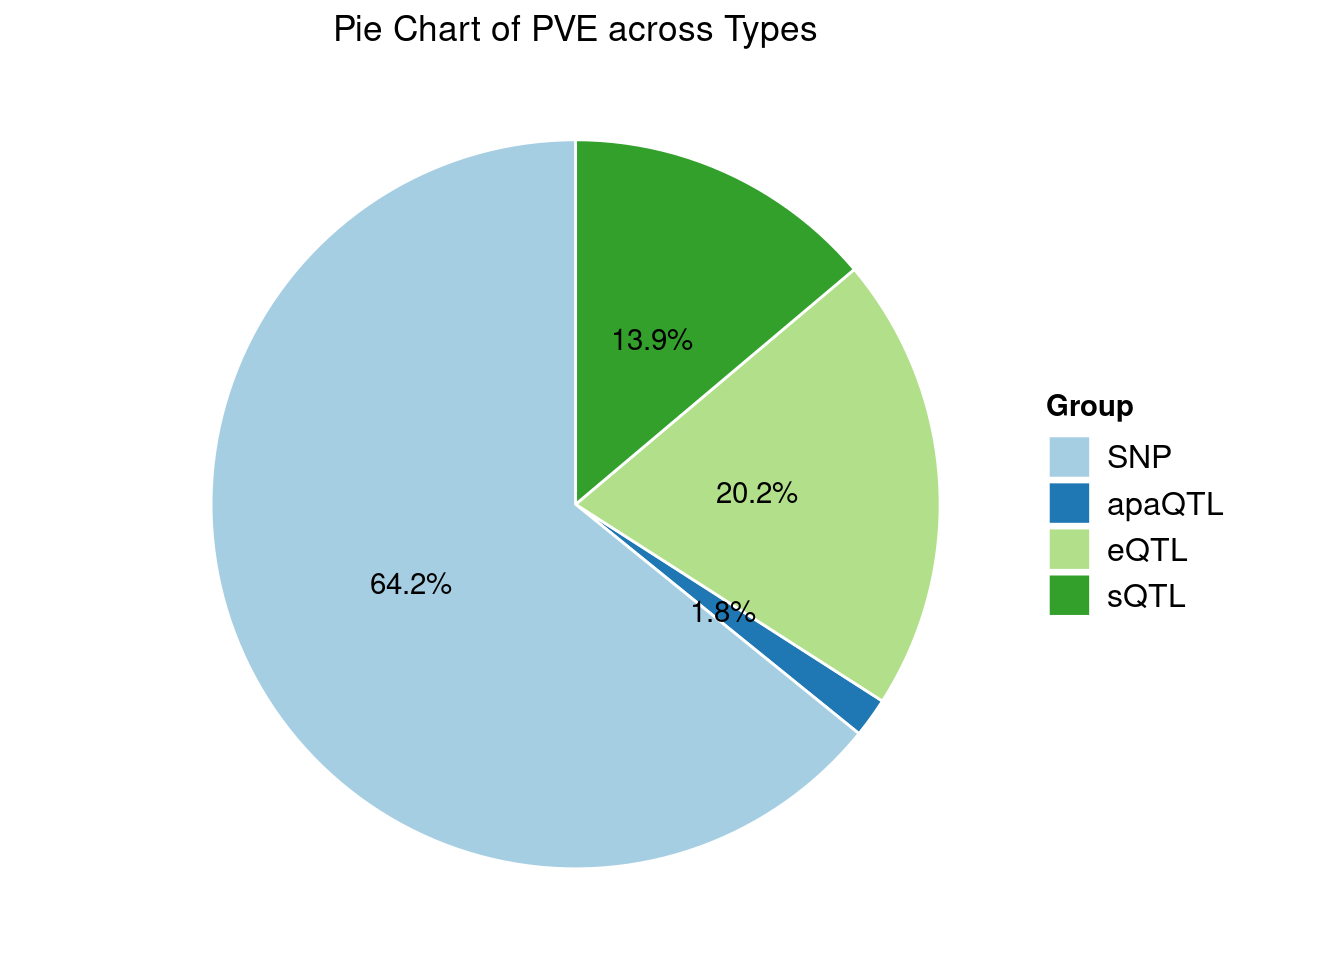 Pie Chart of PVE across Types
13.9%
20.2%
64.2%
1.8%
Group
SNP
apaQTL
eQTL
sQTL